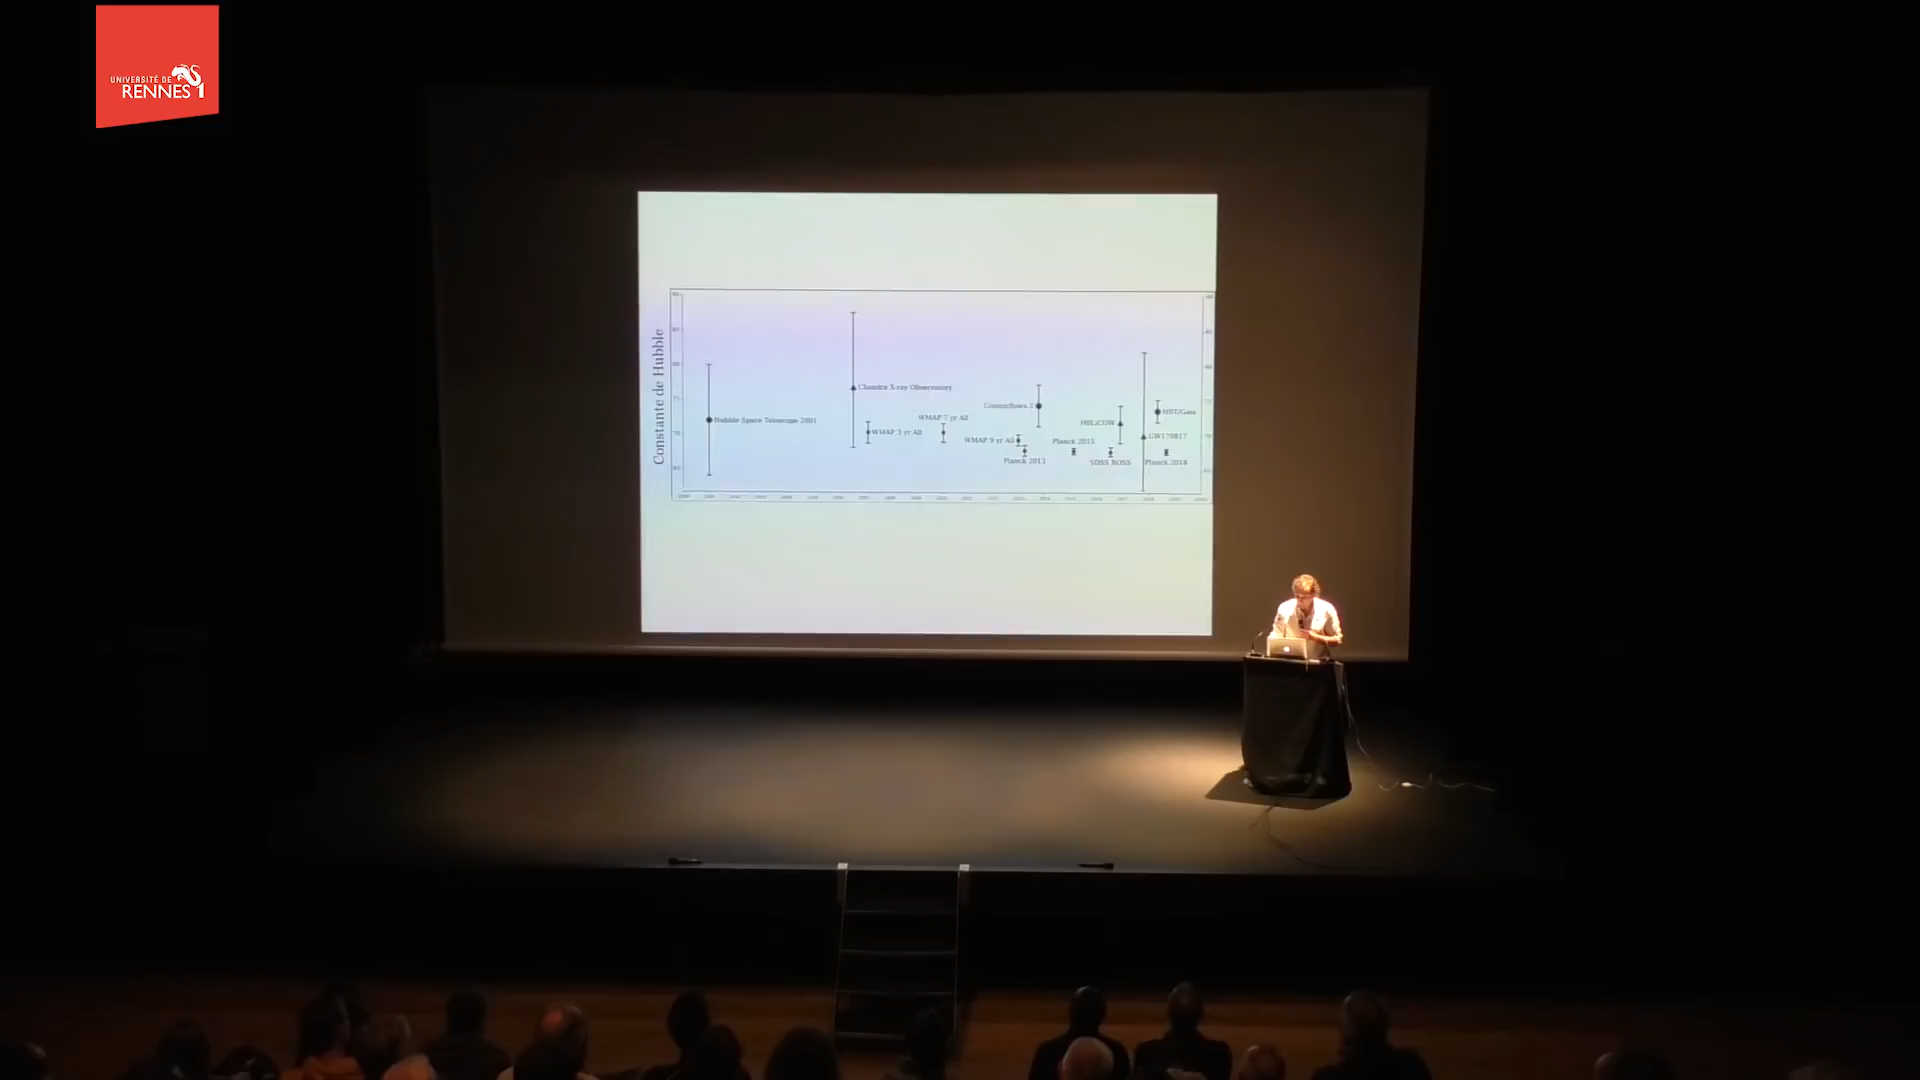 UNIVERSITÉ DE
RENNES 1
Constante de Hubble
Hubble Space Telescope 2001
Chandra X-ray Observatory
WMAP 3 yr All
WMAP 7 yr All
CosmicFlows 2
WMAP 9 yr All
Planck 2013
Planck 2015
H0LiCOW
SDSS BOSS
HST/Gaia
GW170817
Planck 2018